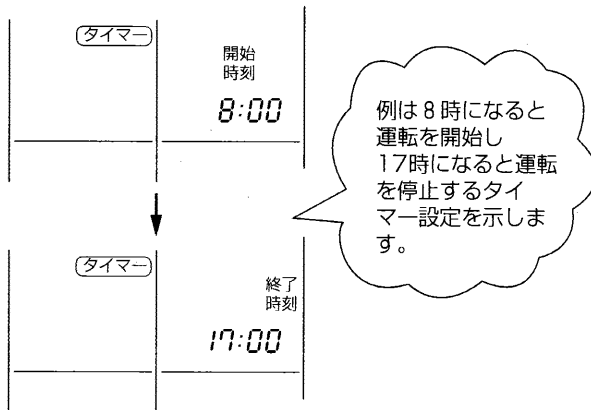 タイマー
開始
時刻
8:00
例は8時になると
運転を開始し
17時になると運転
を停止するタイ
マー設定を示しま
す。
タイマー
終了
時刻
17:00